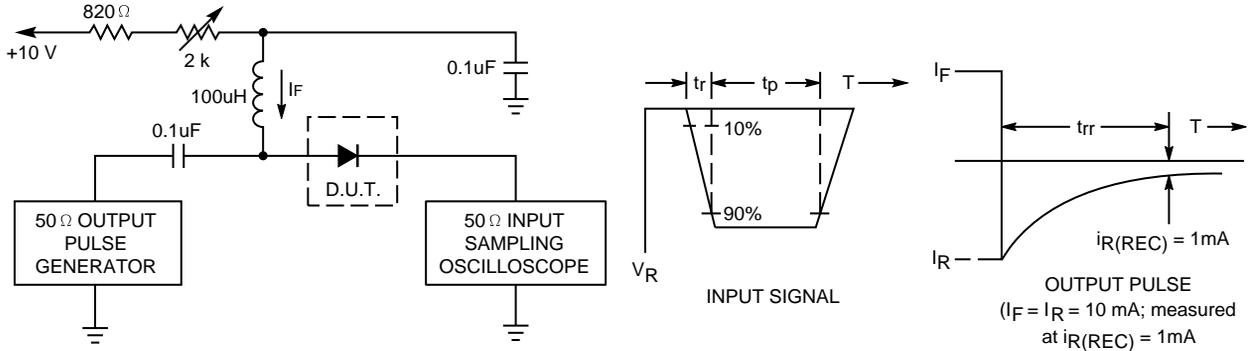 820 Ω
+10 V
2 k
100uH
IF
0.1uF
0.1uF
D.U.T.
50 Ω OUTPUT
PULSE
GENERATOR
50 Ω INPUT
SAMPLING
OSCILLOSCOPE
tr
tp
T
10%
90%
VR
INPUT SIGNAL
IF
trr
T
IR
iR(REC) = 1mA
OUTPUT PULSE
(IF = IR = 10 mA; measured
at iR(REC) = 1mA